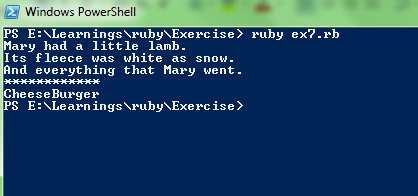 Windows PowerShell
PS E:\Learnings\ruby\Exercise> ruby ex7.rb
Mary had a little lamb.
Its fleece was white as snow.
And everything that Mary went.
************
CheeseBurger
PS E:\Learnings\ruby\Exercise>